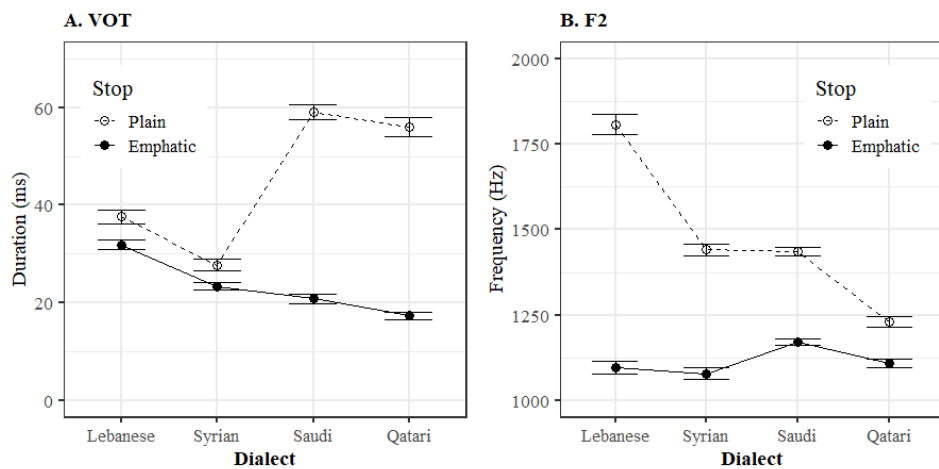 A. VOT
Duration (ms)
60
40
20
0
Stop
Plain
Emphatic
Lebanese Syrian Saudi Qatari
Dialect
B. F2
Frequency (Hz)
2000
1750
1500
1250
1000
Stop
Plain
Emphatic
Lebanese Syrian Saudi Qatari
Dialect